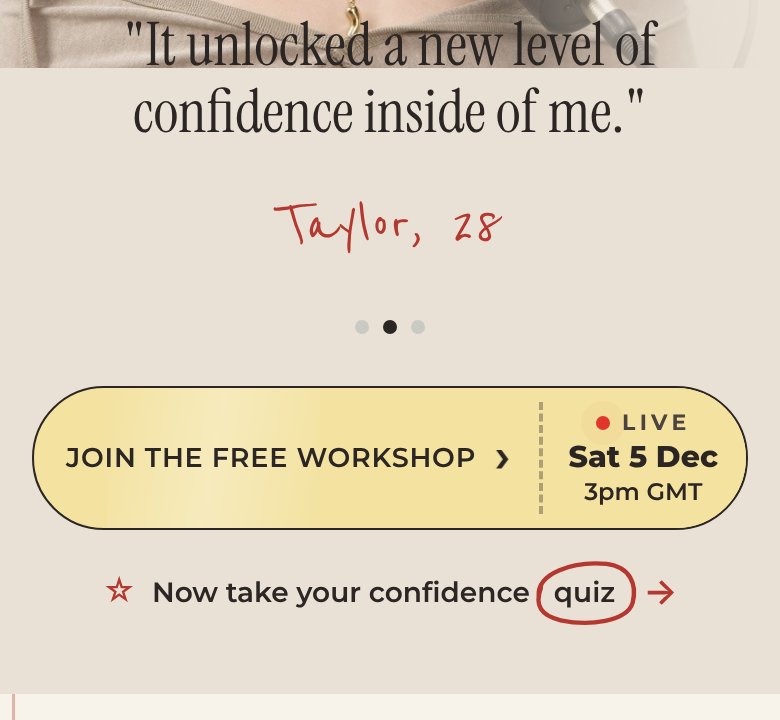 "It unlocked a new level of
confidence inside of me."
Taylor, 28
JOIN THE FREE WORKSHOP ›
LIVE
Sat 5 Dec
3pm GMT
☆ Now take your confidence quiz →